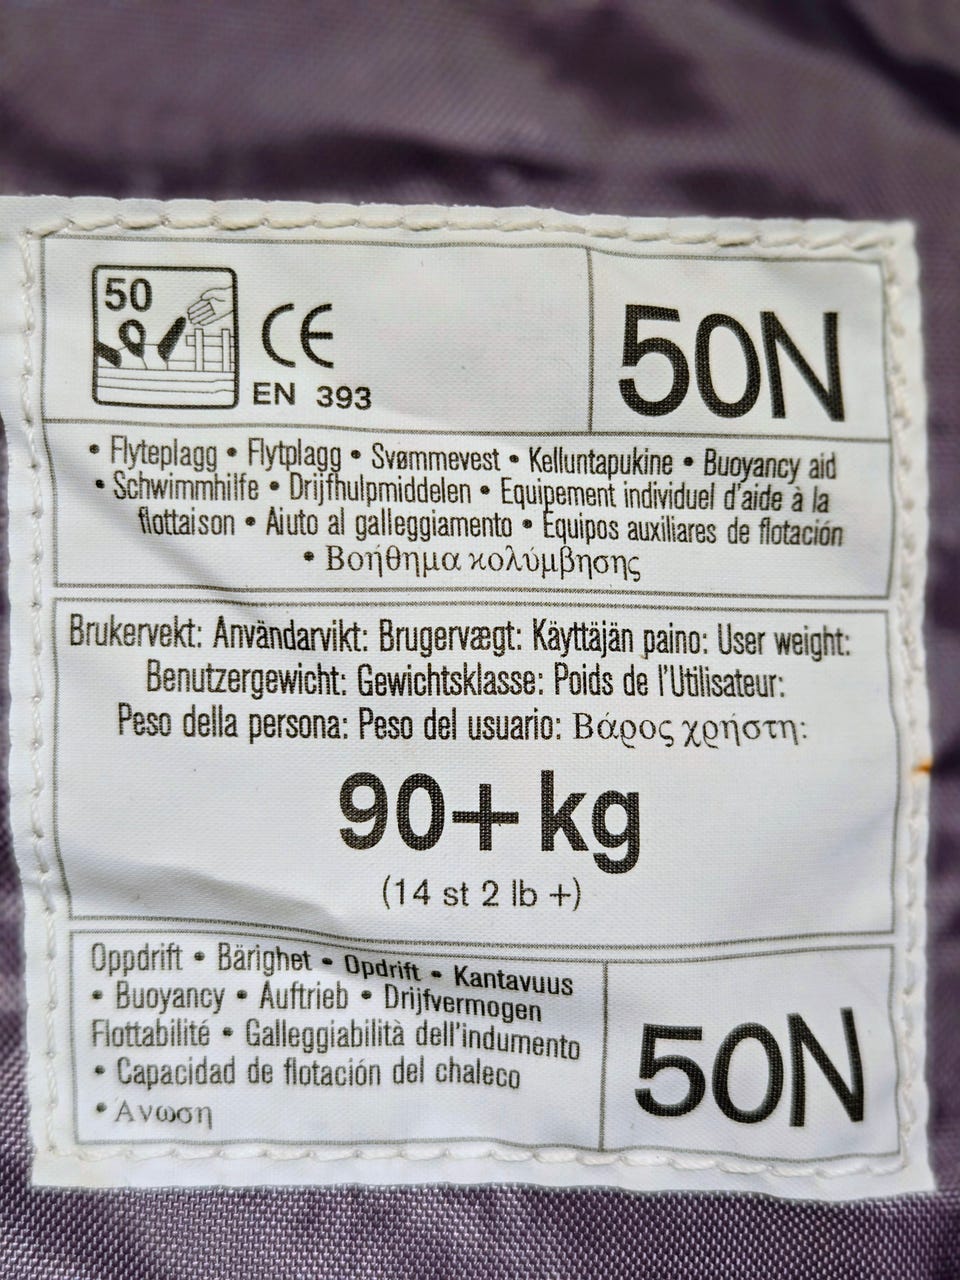 50
CE
EN 393
50N
• Flyteplagg • Flytplagg • Svømmevest • Kelluntapukine • Buoyancy aid
• Schwimmhilfe • Drijfhulpmiddelen • Equipement individuel d'aide à la
flottaison • Aiuto al galleggiamento • Equipos auxiliares de flotación
• Βοήθημα κολύμβησης
Brukervekt: Användarvikt: Brugervægt: Käyttäjän paino: User weight:
Benutzergewicht: Gewichtsklasse: Poids de l'Utilisateur:
Peso della persona: Peso del usuario: Βάρος χρήστη:
90+ kg
(14 st 2 lb +)
Oppdrift • Bärighet • Opdrift • Kantavuus
• Buoyancy • Auftrieb • Drijfvermogen
Flottabilité • Galleggiabilità dell'indumento
• Capacidad de flotación del chaleco
• Άνωση
50N